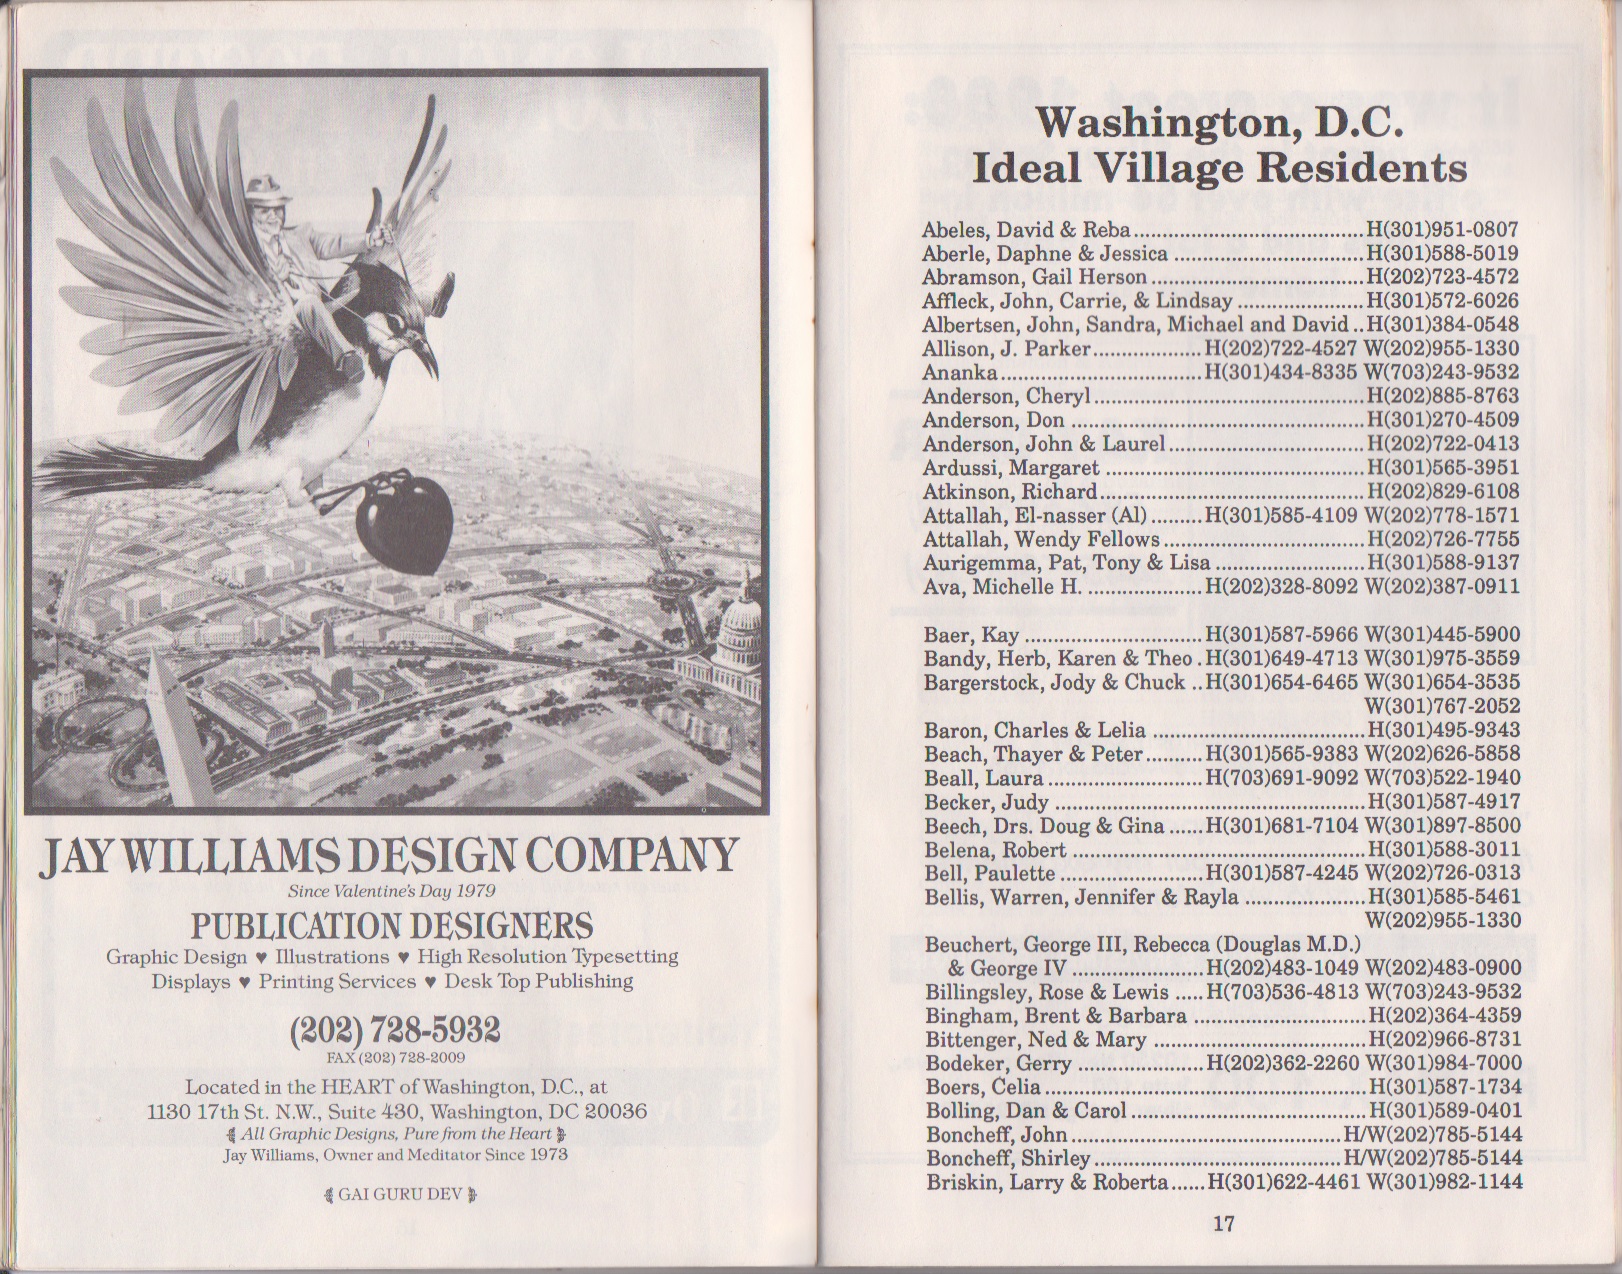 JAY WILLIAMS DESIGN COMPANY
Since Valentine's Day 1979
PUBLICATION DESIGNERS
Graphic Design ♥ Illustrations ♥ High Resolution Typesetting
Displays ♥ Printing Services ♥ Desk Top Publishing
(202) 728-5932
FAX (202) 728-2009
Located in the HEART of Washington, D.C., at
1130 17th St. N.W., Suite 430, Washington, DC 20036
All Graphic Designs, Pure from the Heart
Jay Williams, Owner and Meditator Since 1973
GAI GURU DEV
Washington, D.C.
Ideal Village Residents
Abeles, David & Reba.......................................H(301)951-0807
Aberle, Daphne & Jessica ................................H(301)588-5019
Abramson, Gail Herson ....................................H(202)723-4572
Affleck, John, Carrie, & Lindsay .....................H(301)572-6026
Albertsen, John, Sandra, Michael and David..H(301)384-0548
Allison, J. Parker..................H(202)722-4527 W(202)955-1330
Ananka..................................H(301)434-8335 W(703)243-9532
Anderson, Cheryl..............................................H(202)885-8763
Anderson, Don ..................................................H(301)270-4509
Anderson, John & Laurel.................................H(202)722-0413
Ardussi, Margaret ............................................H(301)565-3951
Atkinson, Richard.............................................H(202)829-6108
Attallah, El-nasser (Al).........H(301)585-4109 W(202)778-1571
Attallah, Wendy Fellows..................................H(202)726-7755
Aurigemma, Pat, Tony & Lisa .........................H(301)588-9137
Ava, Michelle H. ....................H(202)328-8092 W(202)387-0911
Baer, Kay ..............................H(301)587-5966 W(301)445-5900
Bandy, Herb, Karen & Theo.H(301)649-4713 W(301)975-3559
Bargerstock, Jody & Chuck ..H(301)654-6465 W(301)654-3535
W(301)767-2052
Baron, Charles & Lelia ....................................H(301)495-9343
Beach, Thayer & Peter..........H(301)565-9383 W(202)626-5858
Beall, Laura ...........................H(703)691-9092 W(703)522-1940
Becker, Judy .....................................................H(301)587-4917
Beech, Drs. Doug & Gina ......H(301)681-7104 W(301)897-8500
Belena, Robert ..................................................H(301)588-3011
Bell, Paulette .........................H(301)587-4245 W(202)726-0313
Bellis, Warren, Jennifer & Rayla ....................H(301)585-5461
W(202)955-1330
Beuchert, George III, Rebecca (Douglas M.D.)
& George IV.......................H(202)483-1049 W(202)483-0900
Billingsley, Rose & Lewis .....H(703)536-4813 W(703)243-9532
Bingham, Brent & Barbara .............................H(202)364-4359
Bittenger, Ned & Mary ....................................H(202)966-8731
Bodeker, Gerry ......................H(202)362-2260 W(301)984-7000
Boers, Celia.......................................................H(301)587-1734
Bolling, Dan & Carol........................................H(301)589-0401
Boncheff, John..............................................H/W(202)785-5144
Boncheff, Shirley..........................................H/W(202)785-5144
Briskin, Larry & Roberta......H(301)622-4461 W(301)982-1144
17